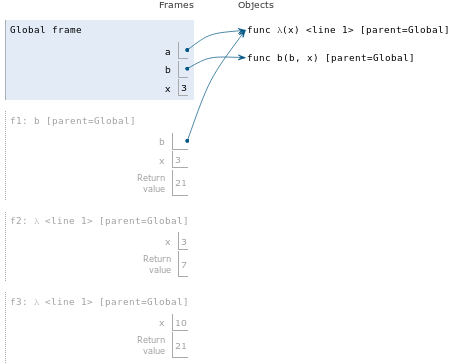 Frames Objects
Global frame
func λ(x) <line 1> [parent=Global]
a
b
func b(b, x) [parent=Global]
x 3
f1: b [parent=Global]
b
x 3
Return
value 21
f2: λ <line 1> [parent=Global]
x 3
Return
value 7
f3: λ <line 1> [parent=Global]
x 10
Return
value 21